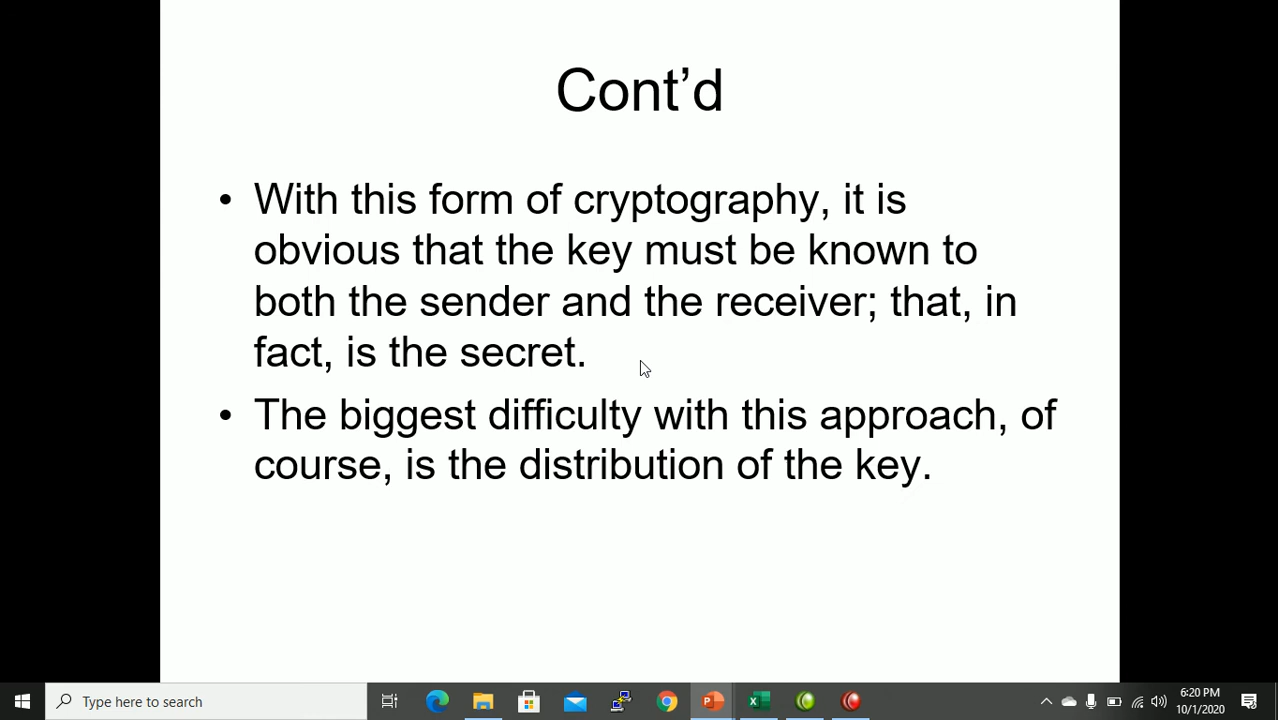 Cont’d
• With this form of cryptography, it is
obvious that the key must be known to
both the sender and the receiver; that, in
fact, is the secret.
• The biggest difficulty with this approach, of
course, is the distribution of the key.
Type here to search
6:20 PM
10/1/2020